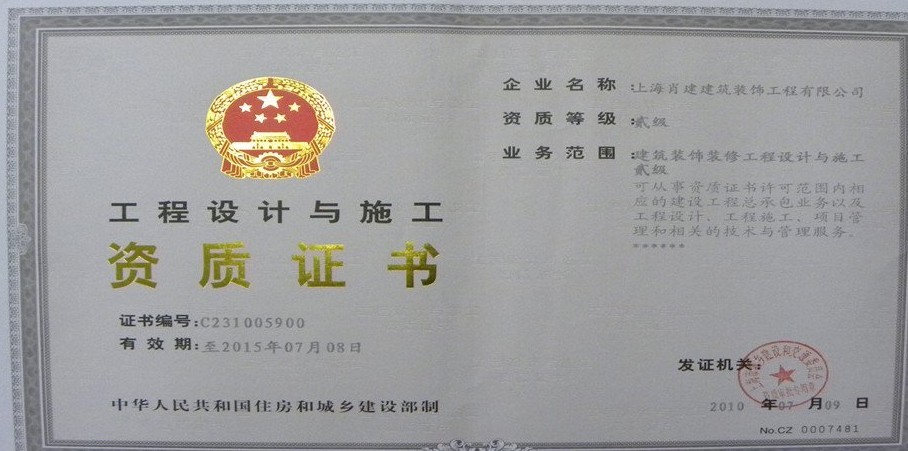 工程设计与施工
资质证书
证书编号:C231005900
有效期:至2015年07月08日
中华人民共和国住房和城乡建设部制
企业名称:上海肖建建筑装饰工程有限公司
资质等级:贰级
业务范围:建筑装饰装修工程设计与施工
贰级
可从事资质证书许可范围内相
应的建设工程总承包业务以及
工程设计、工程施工、项目管
理和相关的技术与管理服务。
******
发证机关:
2010 年07 月09 日
No.CZ 0007481